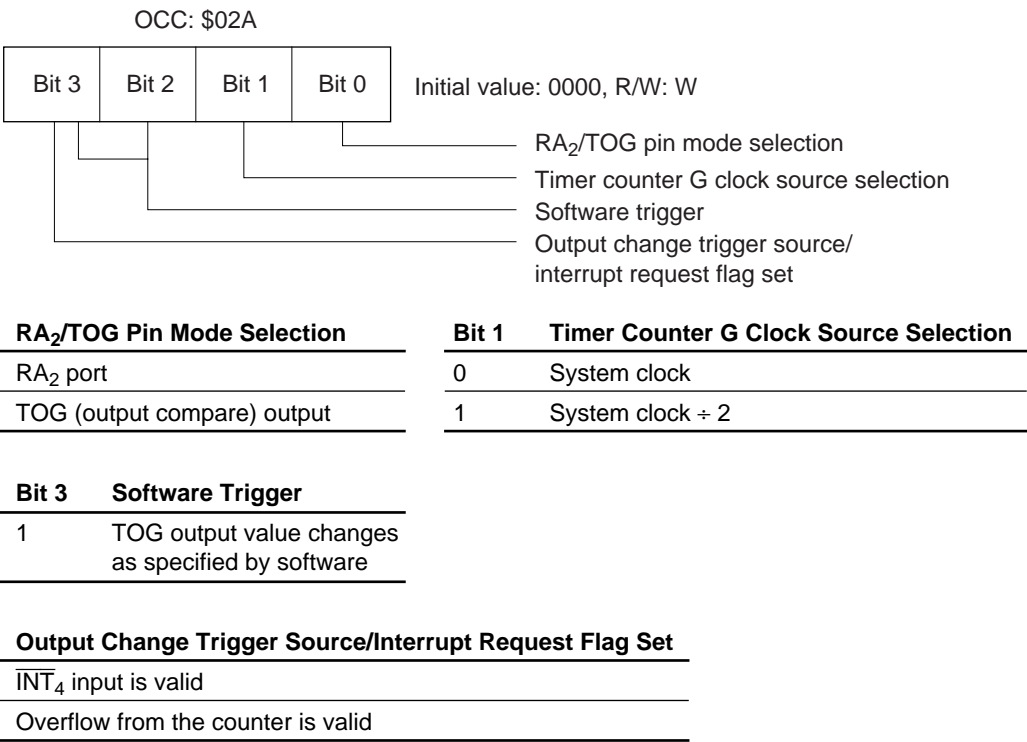 OCC: $02A
Bit 3 Bit 2 Bit 1 Bit 0 Initial value: 0000, R/W: W
RA₂/TOG pin mode selection
Timer counter G clock source selection
Software trigger
Output change trigger source/
interrupt request flag set
RA₂/TOG Pin Mode Selection
RA₂ port
TOG (output compare) output
Bit 1 Timer Counter G Clock Source Selection
0 System clock
1 System clock ÷ 2
Bit 3 Software Trigger
1 TOG output value changes
as specified by software
Output Change Trigger Source/Interrupt Request Flag Set
I̅N̅T̅₄ input is valid
Overflow from the counter is valid